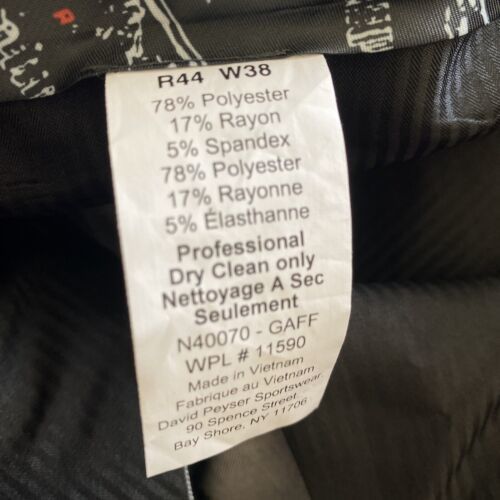 R44 W38
78% Polyester
17% Rayon
5% Spandex
78% Polyester
17% Rayonne
5% Élasthanne
Professional
Dry Clean only
Nettoyage A Sec
Seulement
N40070 - GAFF
WPL # 11590
Made in Vietnam
Fabrique au Vietnam
David Peyser Sportswear.
90 Spence Street
Bay Shore, NY 11706